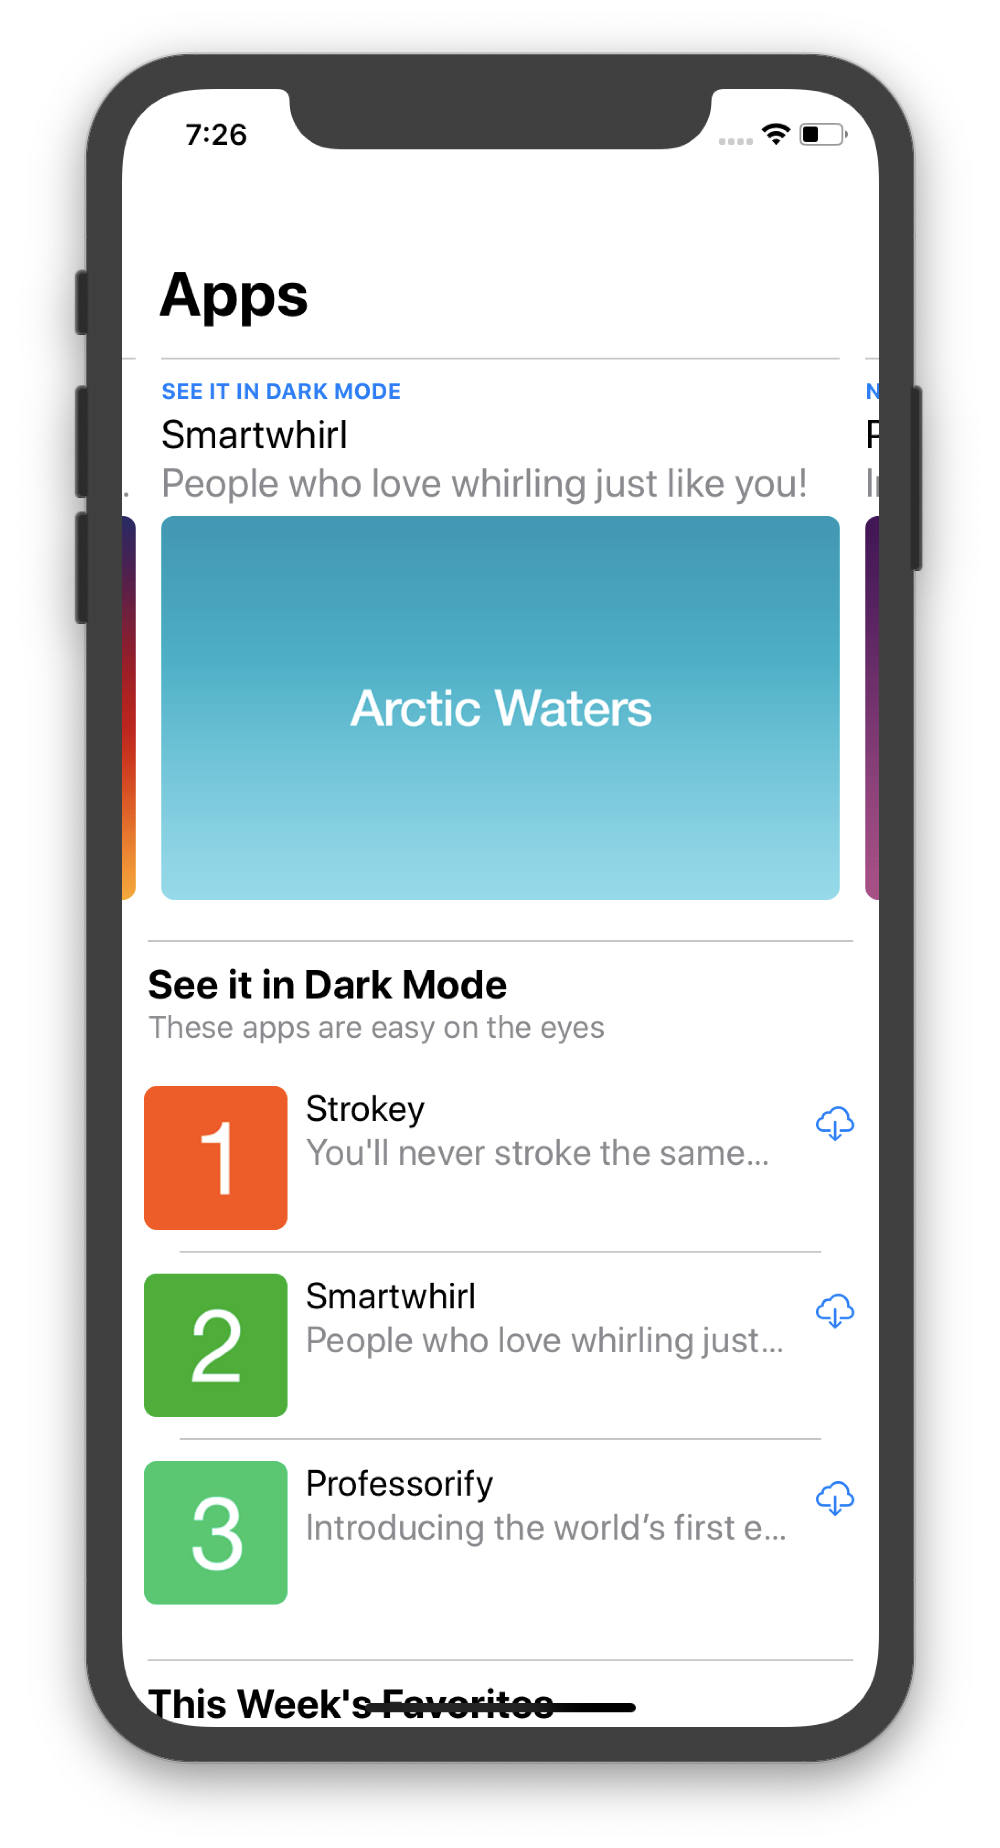 7:26
Apps
SEE IT IN DARK MODE
Smartwhirl
People who love whirling just like you!
Arctic Waters
See it in Dark Mode
These apps are easy on the eyes
1
Strokey
You'll never stroke the same...
2
Smartwhirl
People who love whirling just...
3
Professorify
Introducing the world’s first e...
This Week's Favorites